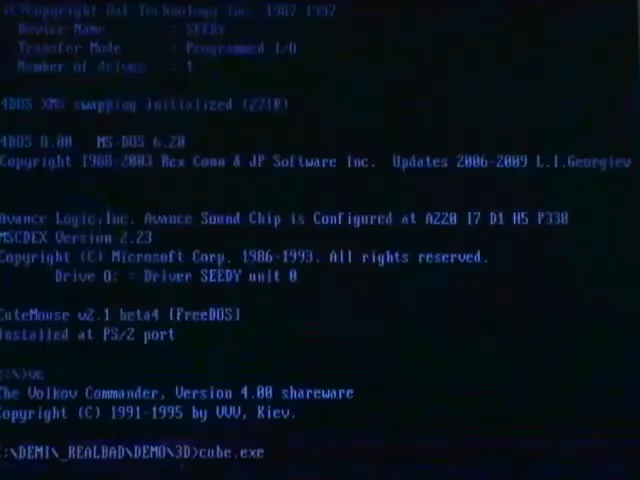 (C)Copyright Oak Technology Inc. 1987-1997
Device Name : SEEDY
Transfer Mode : Programmed I/O
Number of drives : 1
4DOS XMS swapping initialized (221K)
4DOS 8.00 MS-DOS 6.20
Copyright 1988-2003 Rex Conn & JP Software Inc. Updates 2006-2009 L.I.Georgiev
Avance Logic,Inc. Avance Sound Chip is Configured at A220 I7 D1 H5 P330
MSCDEX Version 2.23
Copyright (C) Microsoft Corp. 1986-1993. All rights reserved.
Drive Q: = Driver SEEDY unit 0
CuteMouse v2.1 beta4 [FreeDOS]
Installed at PS/2 port
:\>vc
The Volkov Commander, Version 4.00 shareware
Copyright (C) 1991-1995 by VVV, Kiev.
:\DEMI\_REALBAD\DEMO\3D>cube.exe